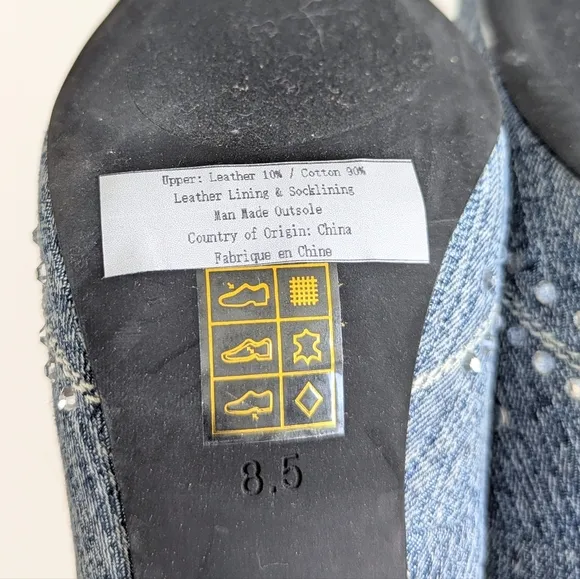 Upper: Leather 10% / Cotton 90%
Leather Lining & Socklining
Man Made Outsole
Country of Origin: China
Fabrique en Chine
8.5